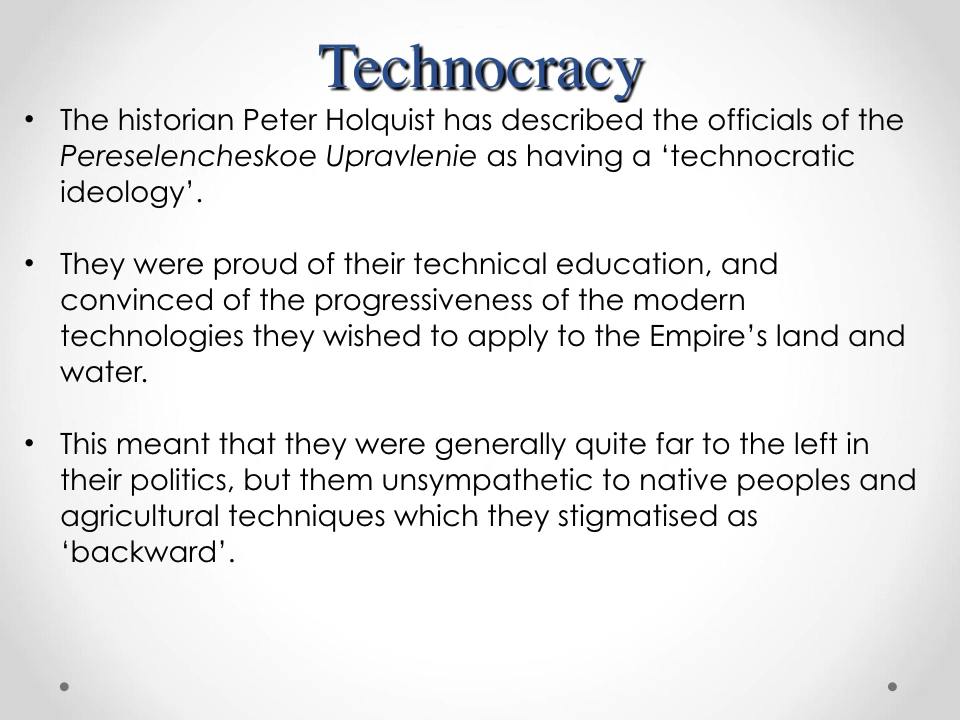 Technocracy
• The historian Peter Holquist has described the officials of the
Pereselencheskoe Upravlenie as having a ‘technocratic
ideology’.
• They were proud of their technical education, and
convinced of the progressiveness of the modern
technologies they wished to apply to the Empire’s land and
water.
• This meant that they were generally quite far to the left in
their politics, but them unsympathetic to native peoples and
agricultural techniques which they stigmatised as
‘backward’.